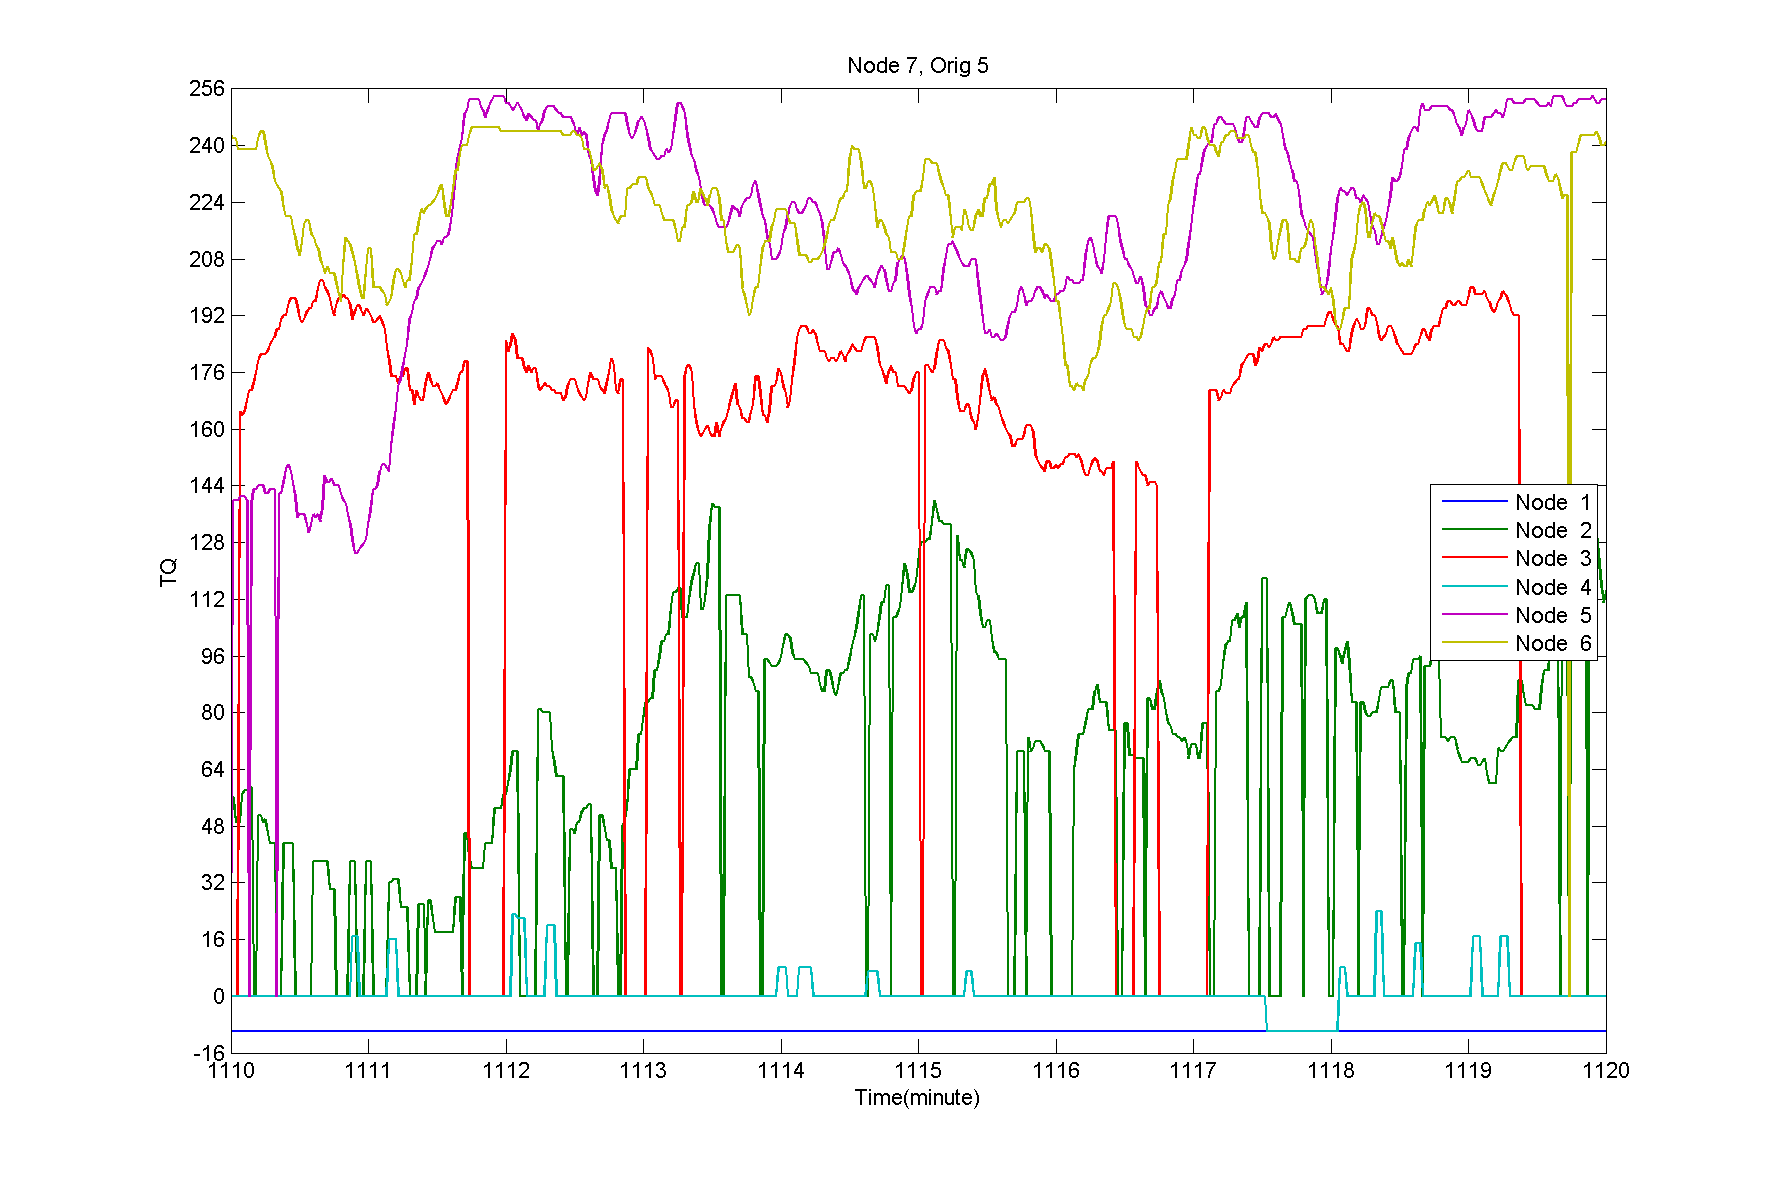 Node 7, Orig 5
256
240
224
208
192
176
160
144
128
112
96
80
64
48
32
16
0
-16
TQ
Node 1
Node 2
Node 3
Node 4
Node 5
Node 6
1110 1111 1112 1113 1114 1115 1116 1117 1118 1119 1120
Time(minute)